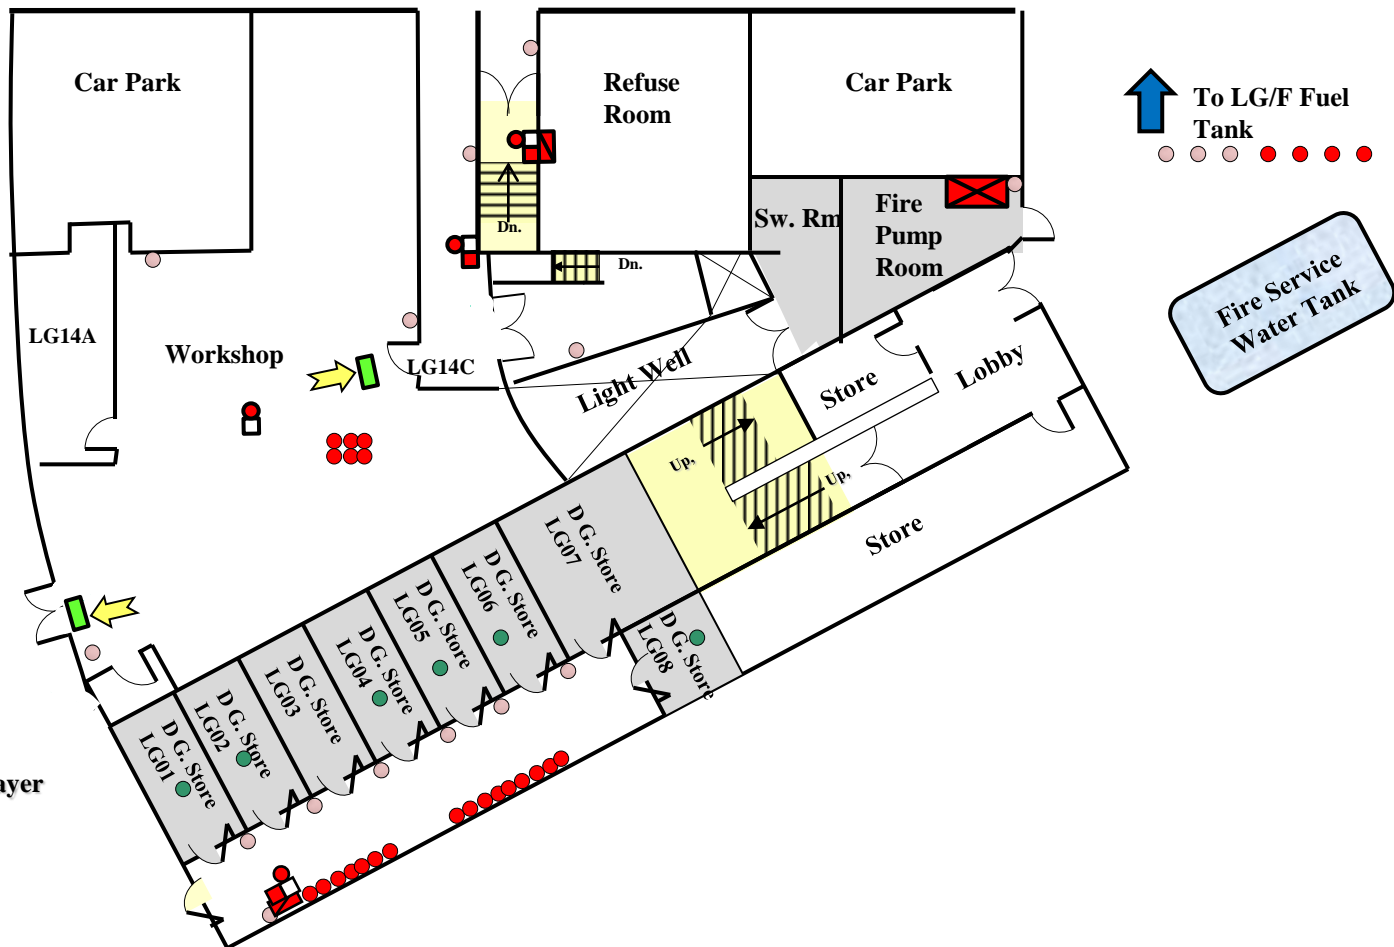 Car Park
Refuse
Room
Car Park
To LG/F Fuel
Tank
Sw. Rm
Fire
Pump
Room
Dn.
Dn.
Fire Service
Water Tank
LG14A
Workshop
LG14C
Light Well
Store
Lobby
Up,
Up,
Store
D G. Store
LG07
D G. Store
LG06
D G. Store
LG05
D G. Store
LG04
D G. Store
LG03
D G. Store
LG02
D G. Store
LG01
D G. Store
LG08
ayer